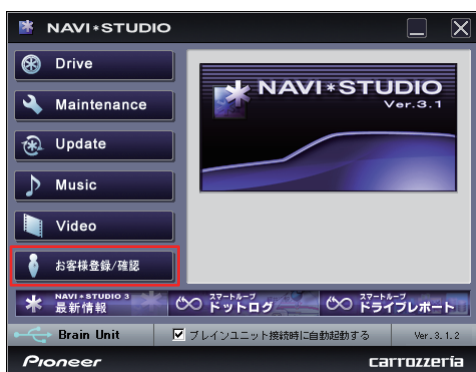 NAVI*STUDIO
Drive
Maintenance
Update
Music
Video
お客様登録/確認
NAVI*STUDIO
Ver.3.1
NAVI*STUDIO 3
最新情報
スマートループ
ドットログ
スマートループ
ドライブレポート
Brain Unit
ブレインユニット接続時に自動起動する
Ver.3.1.2
Pioneer
carrozzeria